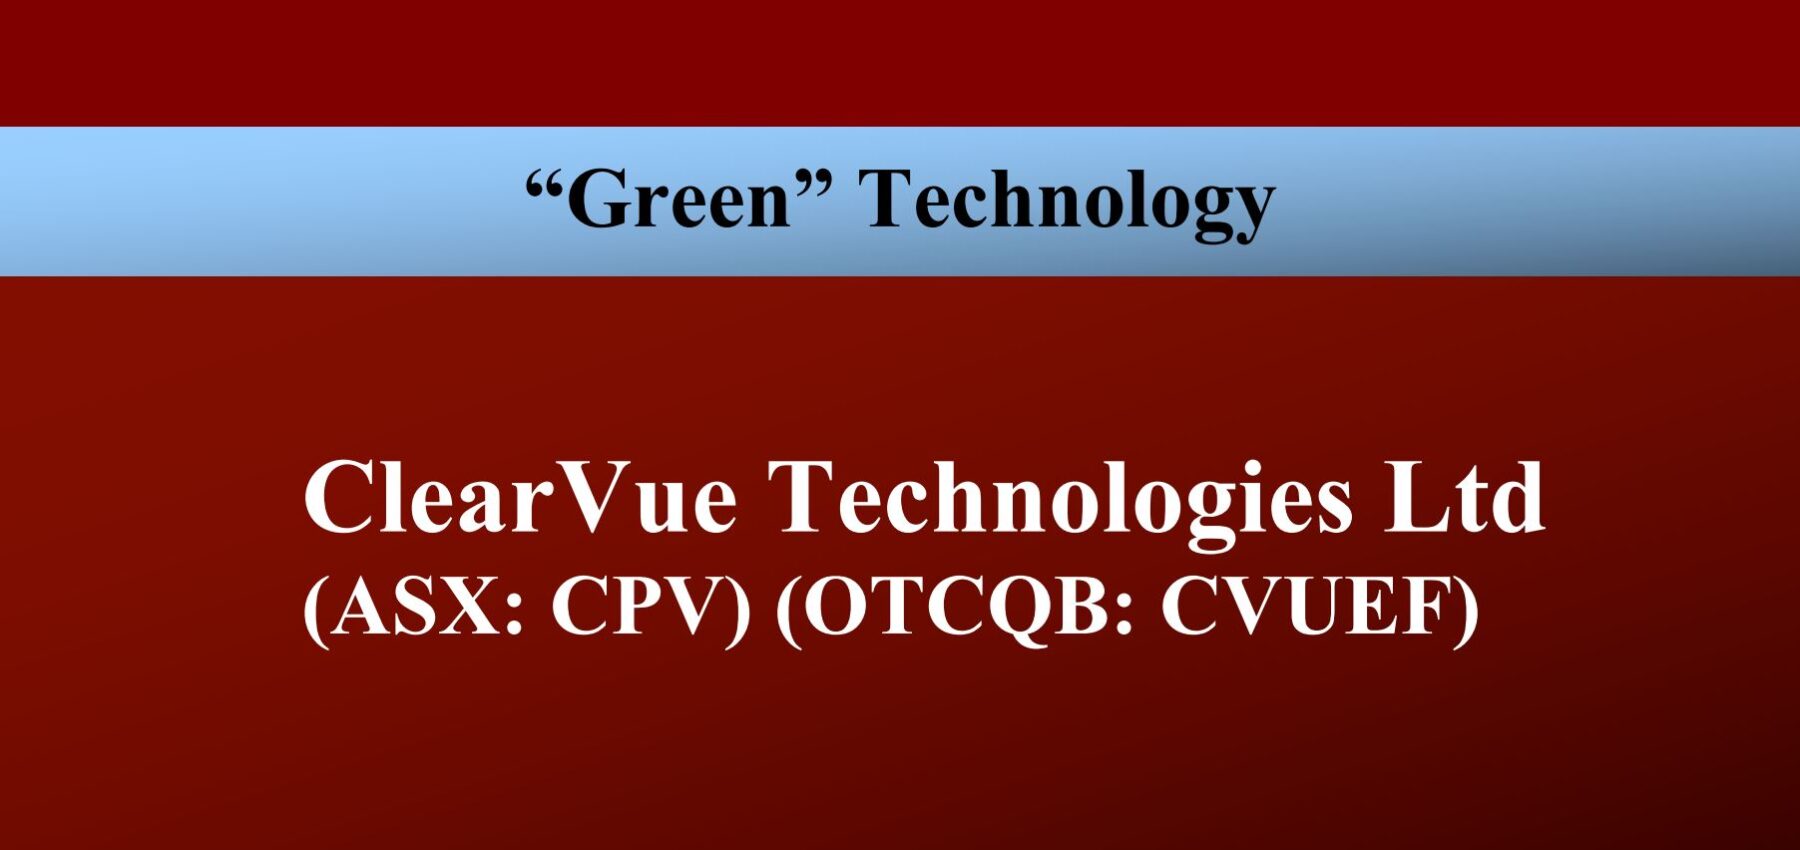 “Green” Technology
ClearVue Technologies Ltd
(ASX: CPV) (OTCQB: CVUEF)